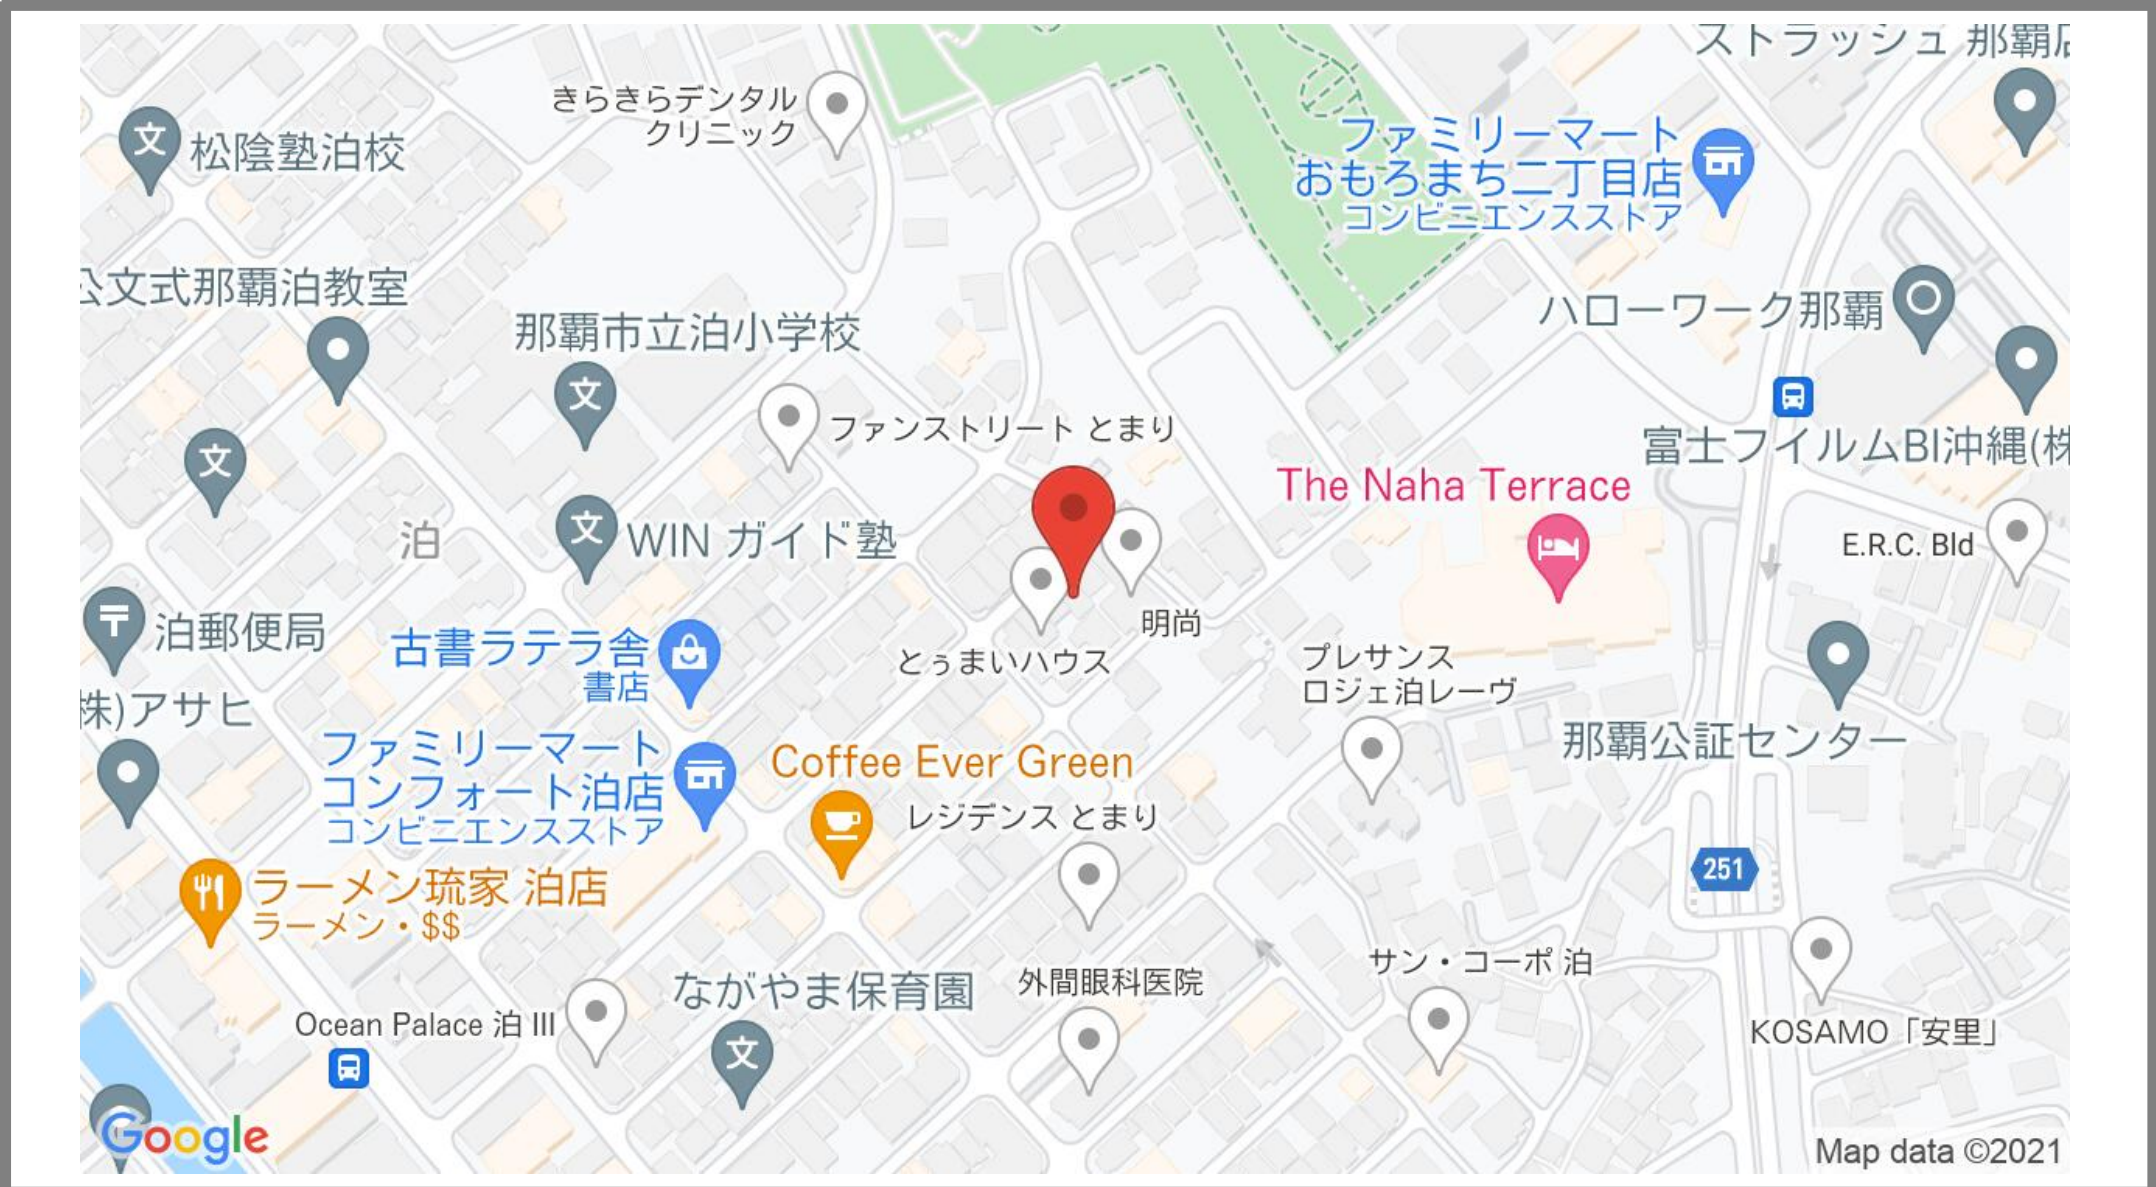 ストラッシュ 那覇店
きらきらデンタル
クリニック
松陰塾泊校
ファミリーマート
おもろまち二丁目店
コンビニエンスストア
公文式那覇泊教室
ハローワーク那覇
那覇市立泊小学校
ファンストリート とまり
富士フイルムBI沖縄(株
The Naha Terrace
泊
WIN ガイド塾
E.R.C. Bld
明尚
泊郵便局
古書ラテラ舎
書店
とぅまいハウス
プレサンス
ロジェ泊レーヴ
株)アサヒ
那覇公証センター
ファミリーマート
コンフォート泊店
コンビニエンスストア
Coffee Ever Green
レジデンス とまり
251
ラーメン琉家 泊店
ラーメン・$$
サン・コーポ 泊
ながやま保育園
外間眼科医院
Ocean Palace 泊 III
KOSAMO「安里」
Google
Map data ©2021